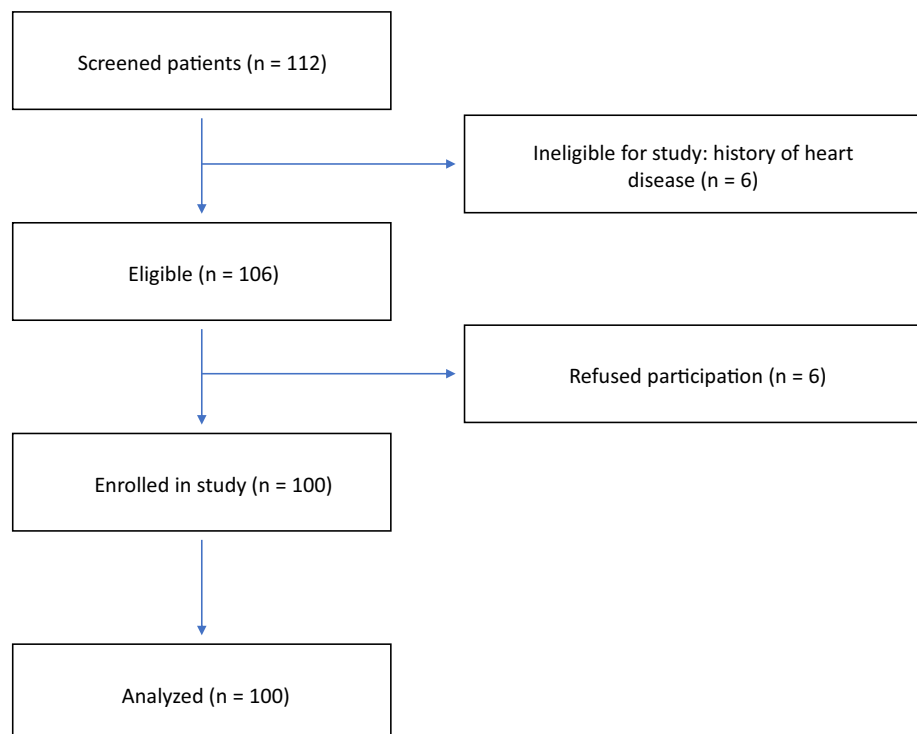 Screened patients (n = 112)
Ineligible for study: history of heart
disease (n = 6)
Eligible (n = 106)
Refused participation (n = 6)
Enrolled in study (n = 100)
Analyzed (n = 100)